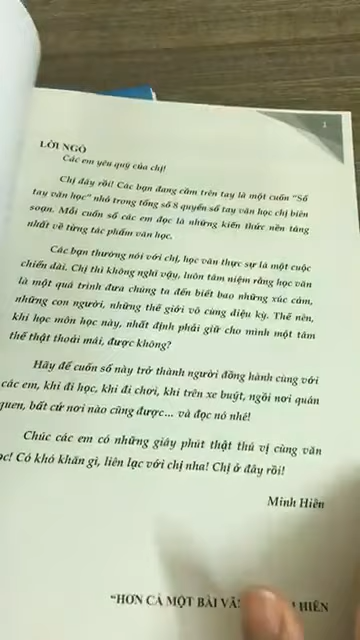 1
LỜI NGỎ
Các em yêu quý của chị!
Chị đây rồi! Các bạn đang cầm trên tay là một cuốn "Sổ
tay văn học" nhỏ trong tổng số 8 quyển sổ tay văn học chị biên
soạn. Mỗi cuốn sổ các em đọc là những kiến thức nền tảng
nhất về từng tác phẩm văn học.
Các bạn thường nói với chị, học văn thực sự là một cuộc
chiến dài. Chị thì không nghĩ vậy, luôn tâm niệm rằng học văn
là một quá trình đưa chúng ta đến biết bao những xúc cảm,
những con người, những thế giới vô cùng diệu kỳ. Thế nên,
khi học môn học này, nhất định phải giữ cho mình một tâm
thế thật thoải mái, được không?
Hãy để cuốn sổ này trở thành người đồng hành cùng với
các em, khi đi học, khi đi chơi, khi trên xe buýt, ngồi nơi quán
quen, bất cứ nơi nào cũng được... và đọc nó nhé!
Chúc các em có những giây phút thật thú vị cùng văn
học! Có khó khăn gì, liên lạc với chị nha! Chị ở đây rồi!
Minh Hiên
"HƠN CẢ MỘT BÀI HIÊN